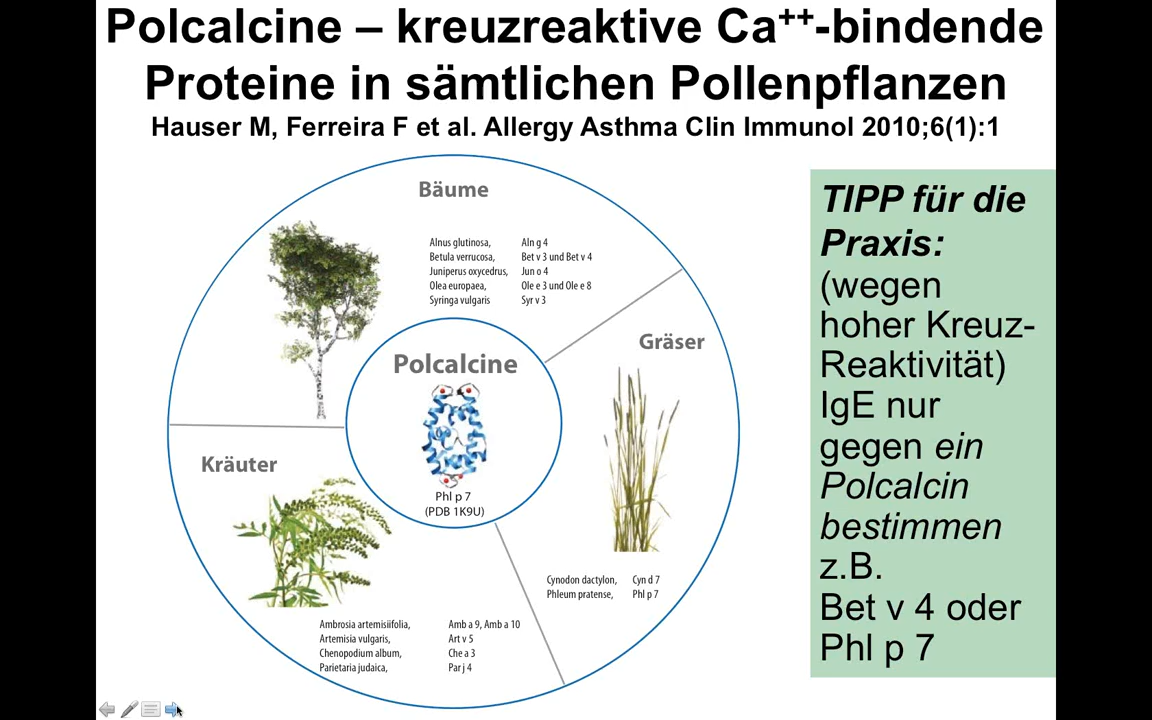 Polcalcine – kreuzreaktive Ca⁺⁺-bindende
Proteine in sämtlichen Pollenpflanzen
Hauser M, Ferreira F et al. Allergy Asthma Clin Immunol 2010;6(1):1
Bäume
Alnus glutinosa, Aln g 4
Betula verrucosa, Bet v 3 und Bet v 4
Juniperus oxycedrus, Jun o 4
Olea europaea, Ole e 3 und Ole e 8
Syringa vulgaris Syr v 3
Gräser
Cynodon dactylon, Cyn d 7
Phleum pratense, Phl p 7
Polcalcine
Phl p 7
(PDB 1K9U)
Kräuter
Ambrosia artemisiifolia, Amb a 9, Amb a 10
Artemisia vulgaris, Art v 5
Chenopodium album, Che a 3
Parietaria judaica, Par j 4
TIPP für die
Praxis:
(wegen
hoher Kreuz-
Reaktivität)
IgE nur
gegen ein
Polcalcin
bestimmen
z.B.
Bet v 4 oder
Phl p 7